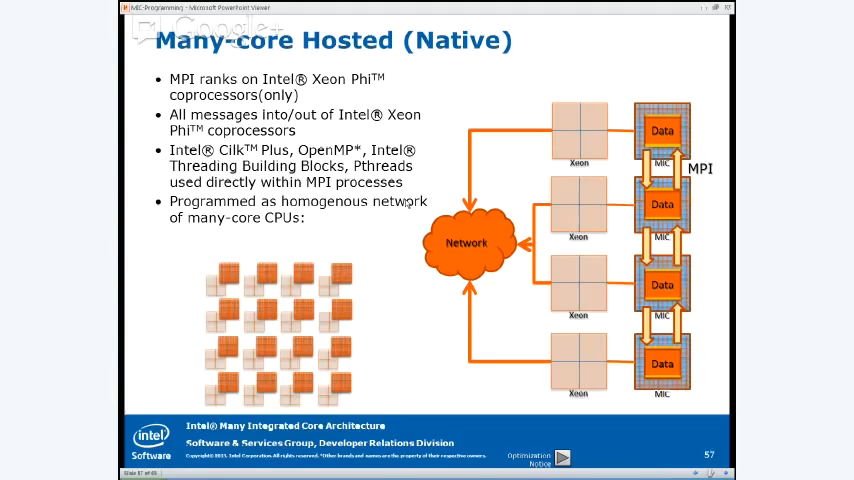 MIC-Programming - Microsoft PowerPoint Viewer
Google+
Many-core Hosted (Native)
• MPI ranks on Intel® Xeon Phi™
coprocessors(only)
• All messages into/out of Intel® Xeon
Phi™ coprocessors
• Intel® Cilk™ Plus, OpenMP*, Intel®
Threading Building Blocks, Pthreads
used directly within MPI processes
• Programmed as homogenous network
of many-core CPUs:
Data
Xeon
MIC
MPI
Data
Xeon
MIC
Network
Data
Xeon
MIC
Data
Xeon
MIC
intel
Software
Intel® Many Integrated Core Architecture
Software & Services Group, Developer Relations Division
Copyright© 2011, Intel Corporation. All rights reserved. *Other brands and names are the property of their respective owners.
Optimization
Notice
57